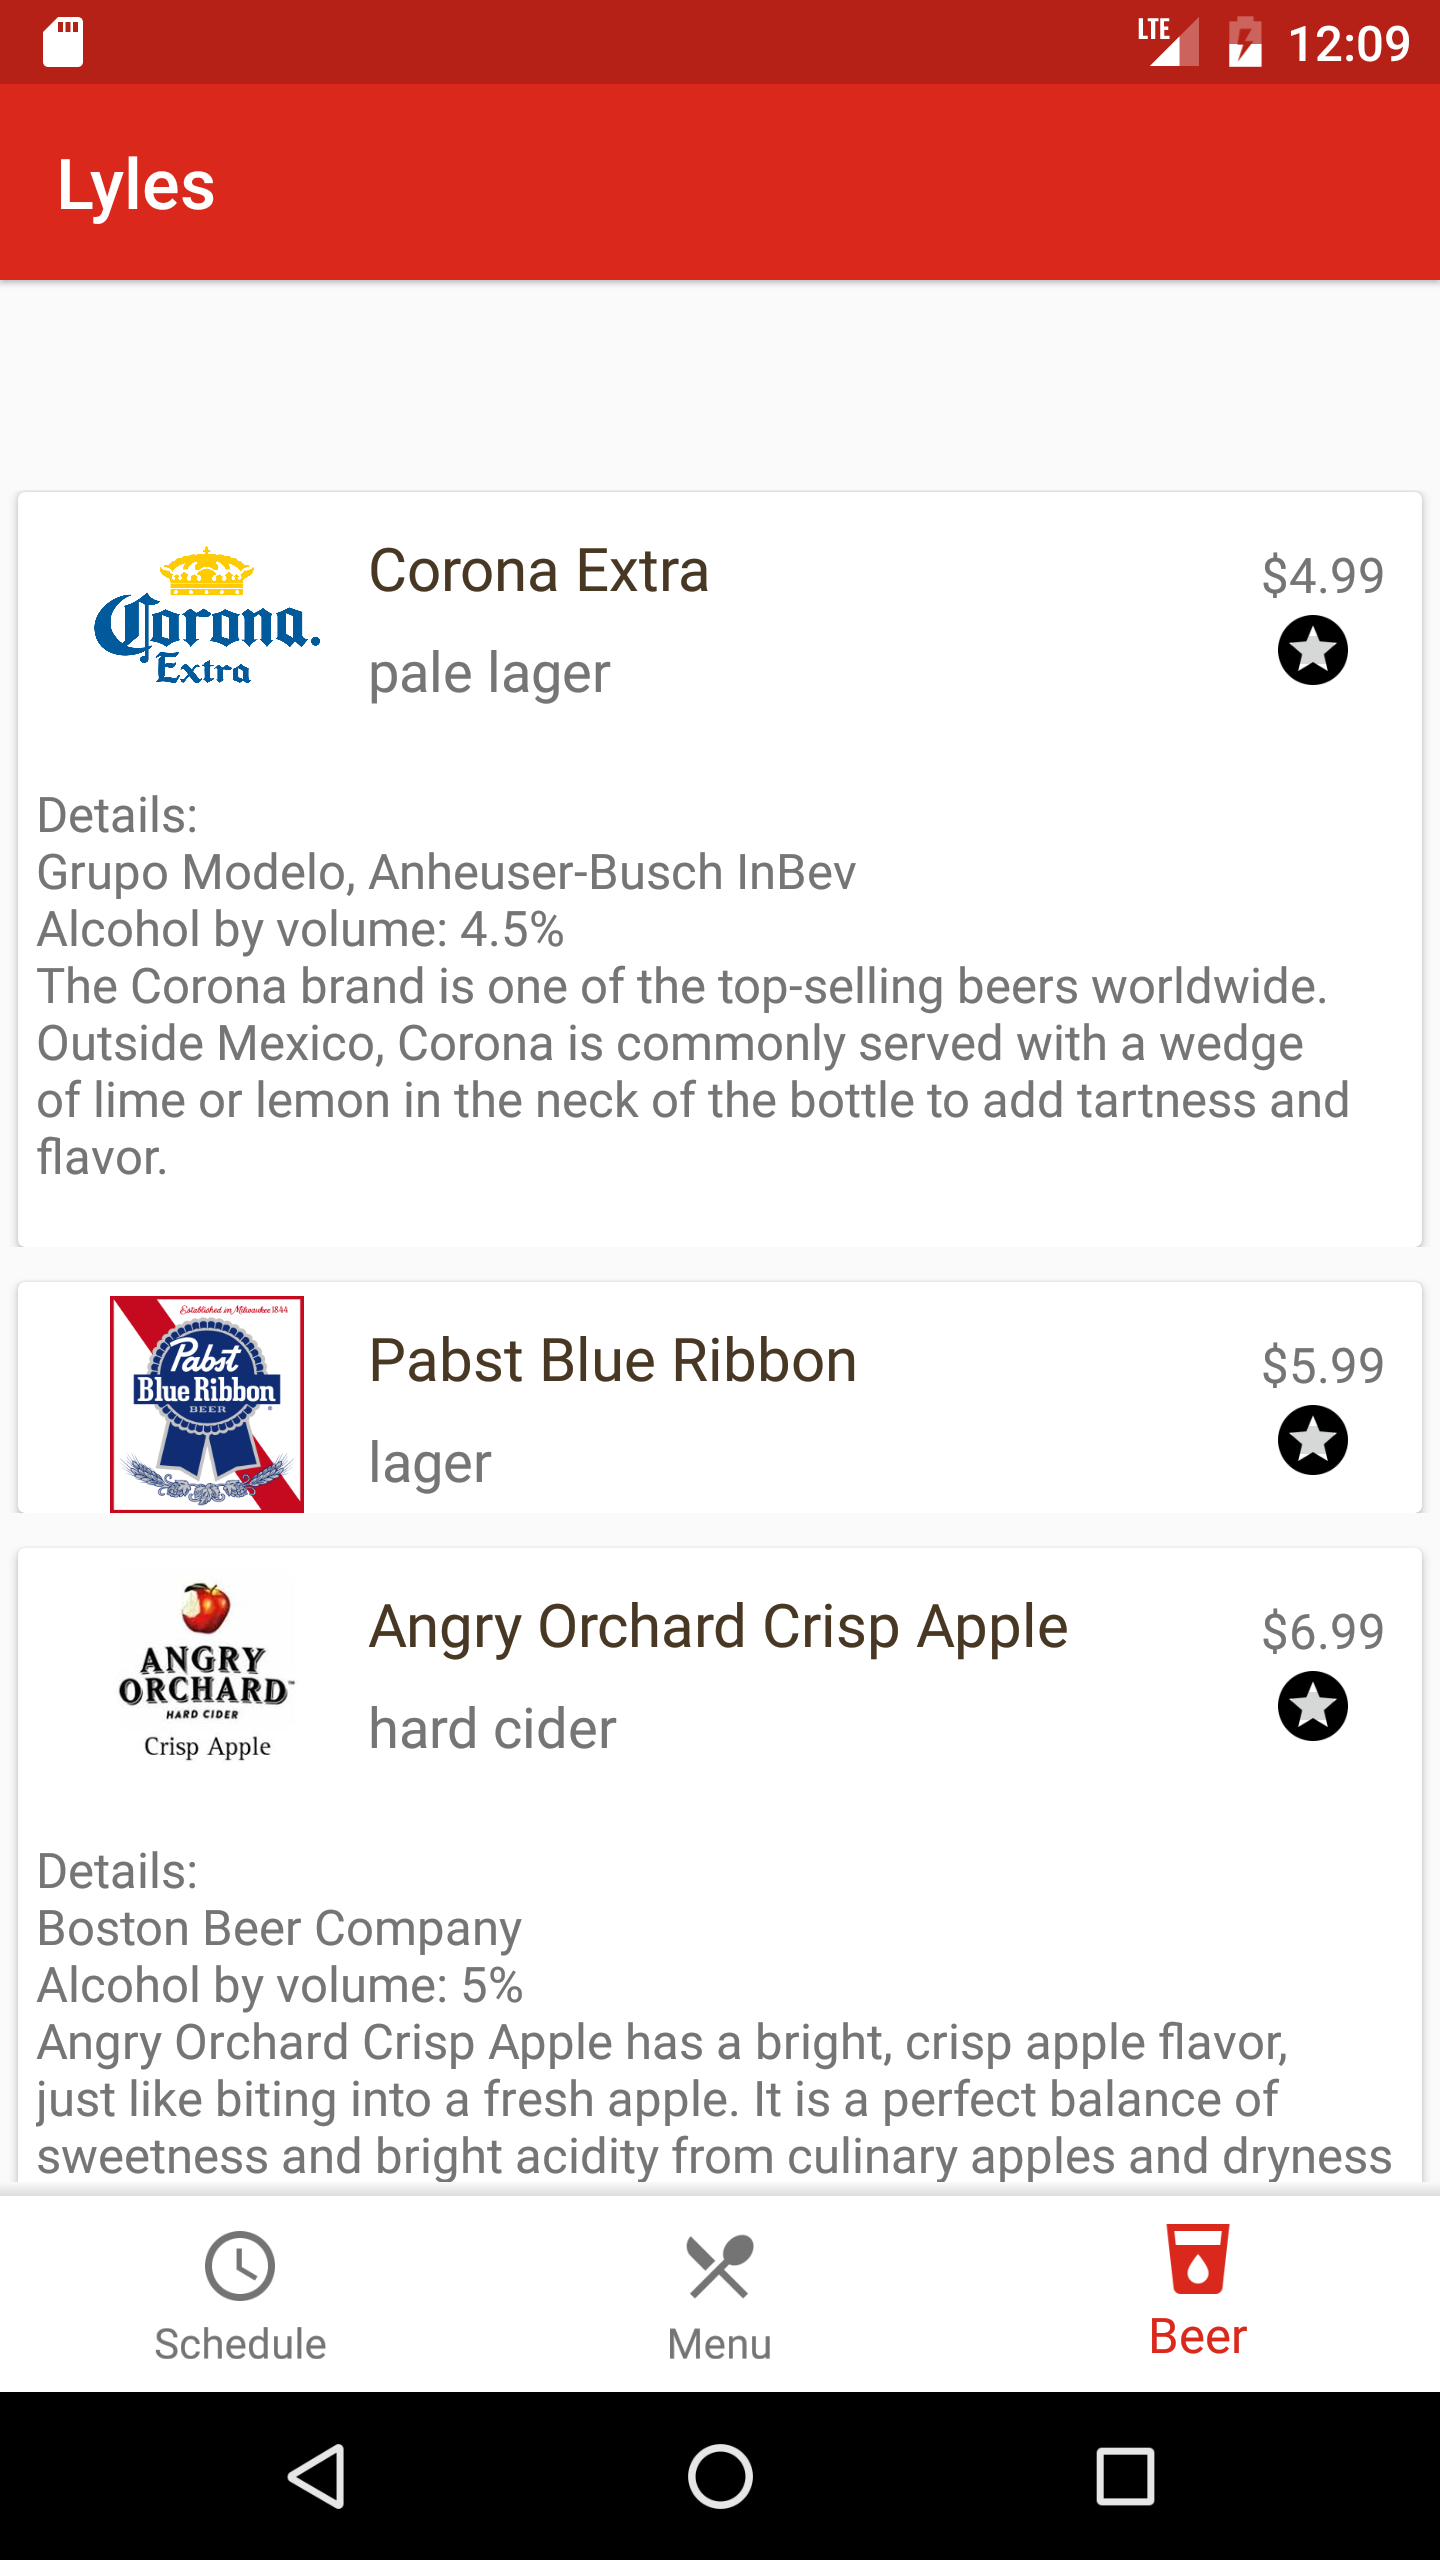 LTE 12:09
Lyles
Corona Extra
$4.99
Corona.
Extra
pale lager
Details:
Grupo Modelo, Anheuser-Busch InBev
Alcohol by volume: 4.5%
The Corona brand is one of the top-selling beers worldwide.
Outside Mexico, Corona is commonly served with a wedge
of lime or lemon in the neck of the bottle to add tartness and
flavor.
Established in Milwaukee 1844
Pabst
Blue Ribbon
BEER
Pabst Blue Ribbon
$5.99
lager
ANGRY
ORCHARD™
HARD CIDER
Crisp Apple
Angry Orchard Crisp Apple
$6.99
hard cider
Details:
Boston Beer Company
Alcohol by volume: 5%
Angry Orchard Crisp Apple has a bright, crisp apple flavor,
just like biting into a fresh apple. It is a perfect balance of
sweetness and bright acidity from culinary apples and dryness
Schedule
Menu
Beer